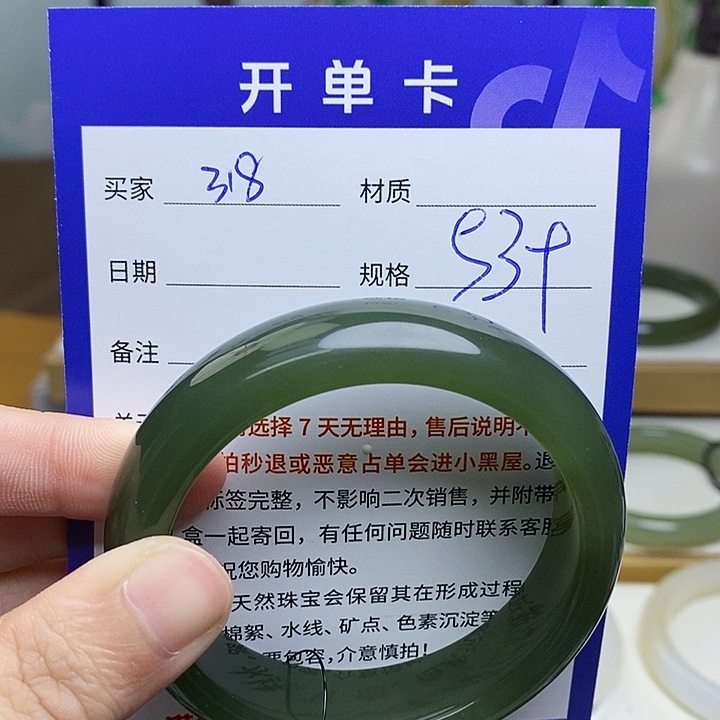 开单卡
买家 318 材质
日期 规格 53+
备注
选择7天无理由，售后说明
秒退或恶意占单会进小黑屋。退
标签完整，不影响二次销售，并附带
盒一起寄回，有任何问题随时联系客服
祝您购物愉快。
天然珠宝会保留其在形成过程
棉絮、水线、矿点、色素沉淀等
包容，介意慎拍！